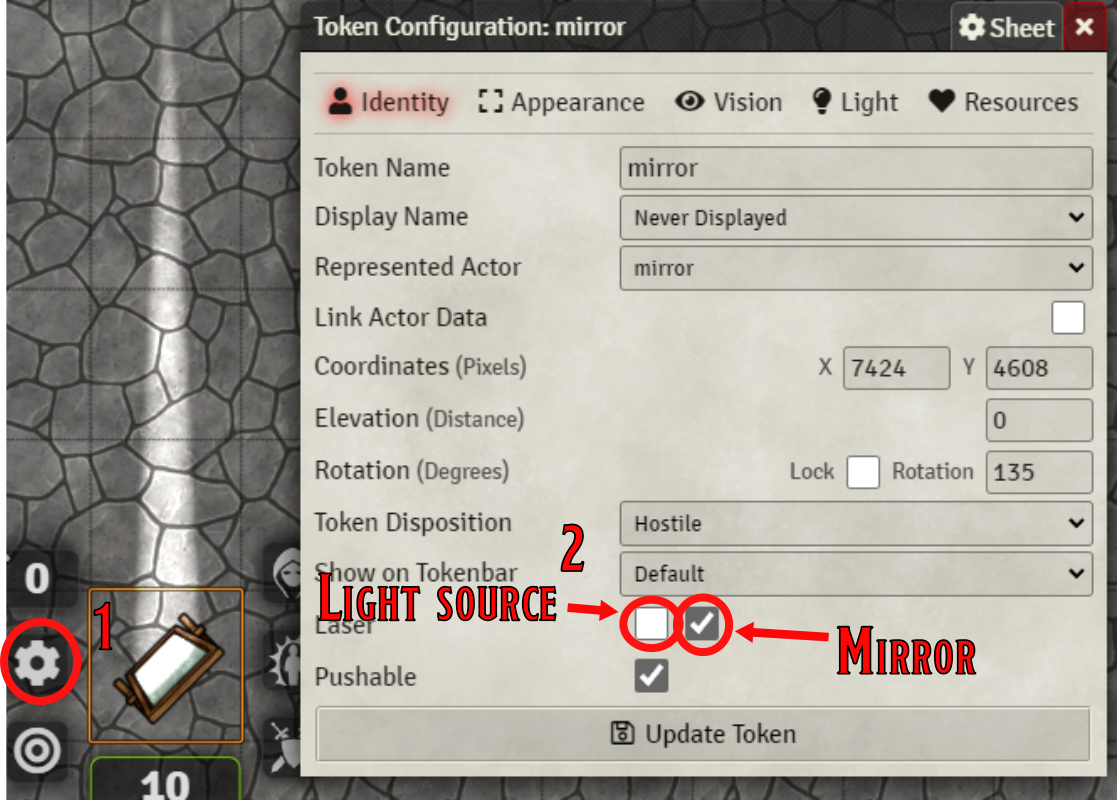 Token Configuration: mirror
Sheet
Identity
Appearance
Vision
Light
Resources
Token Name
mirror
Display Name
Never Displayed
Represented Actor
mirror
Link Actor Data
Coordinates (Pixels)
X 7424 Y 4608
Elevation (Distance)
0
Rotation (Degrees)
Lock Rotation 135
Token Disposition
Hostile
2
Show on Tokenbar
Default
0
1
LIGHT SOURCE
Laser
MIRROR
Pushable
Update Token
10